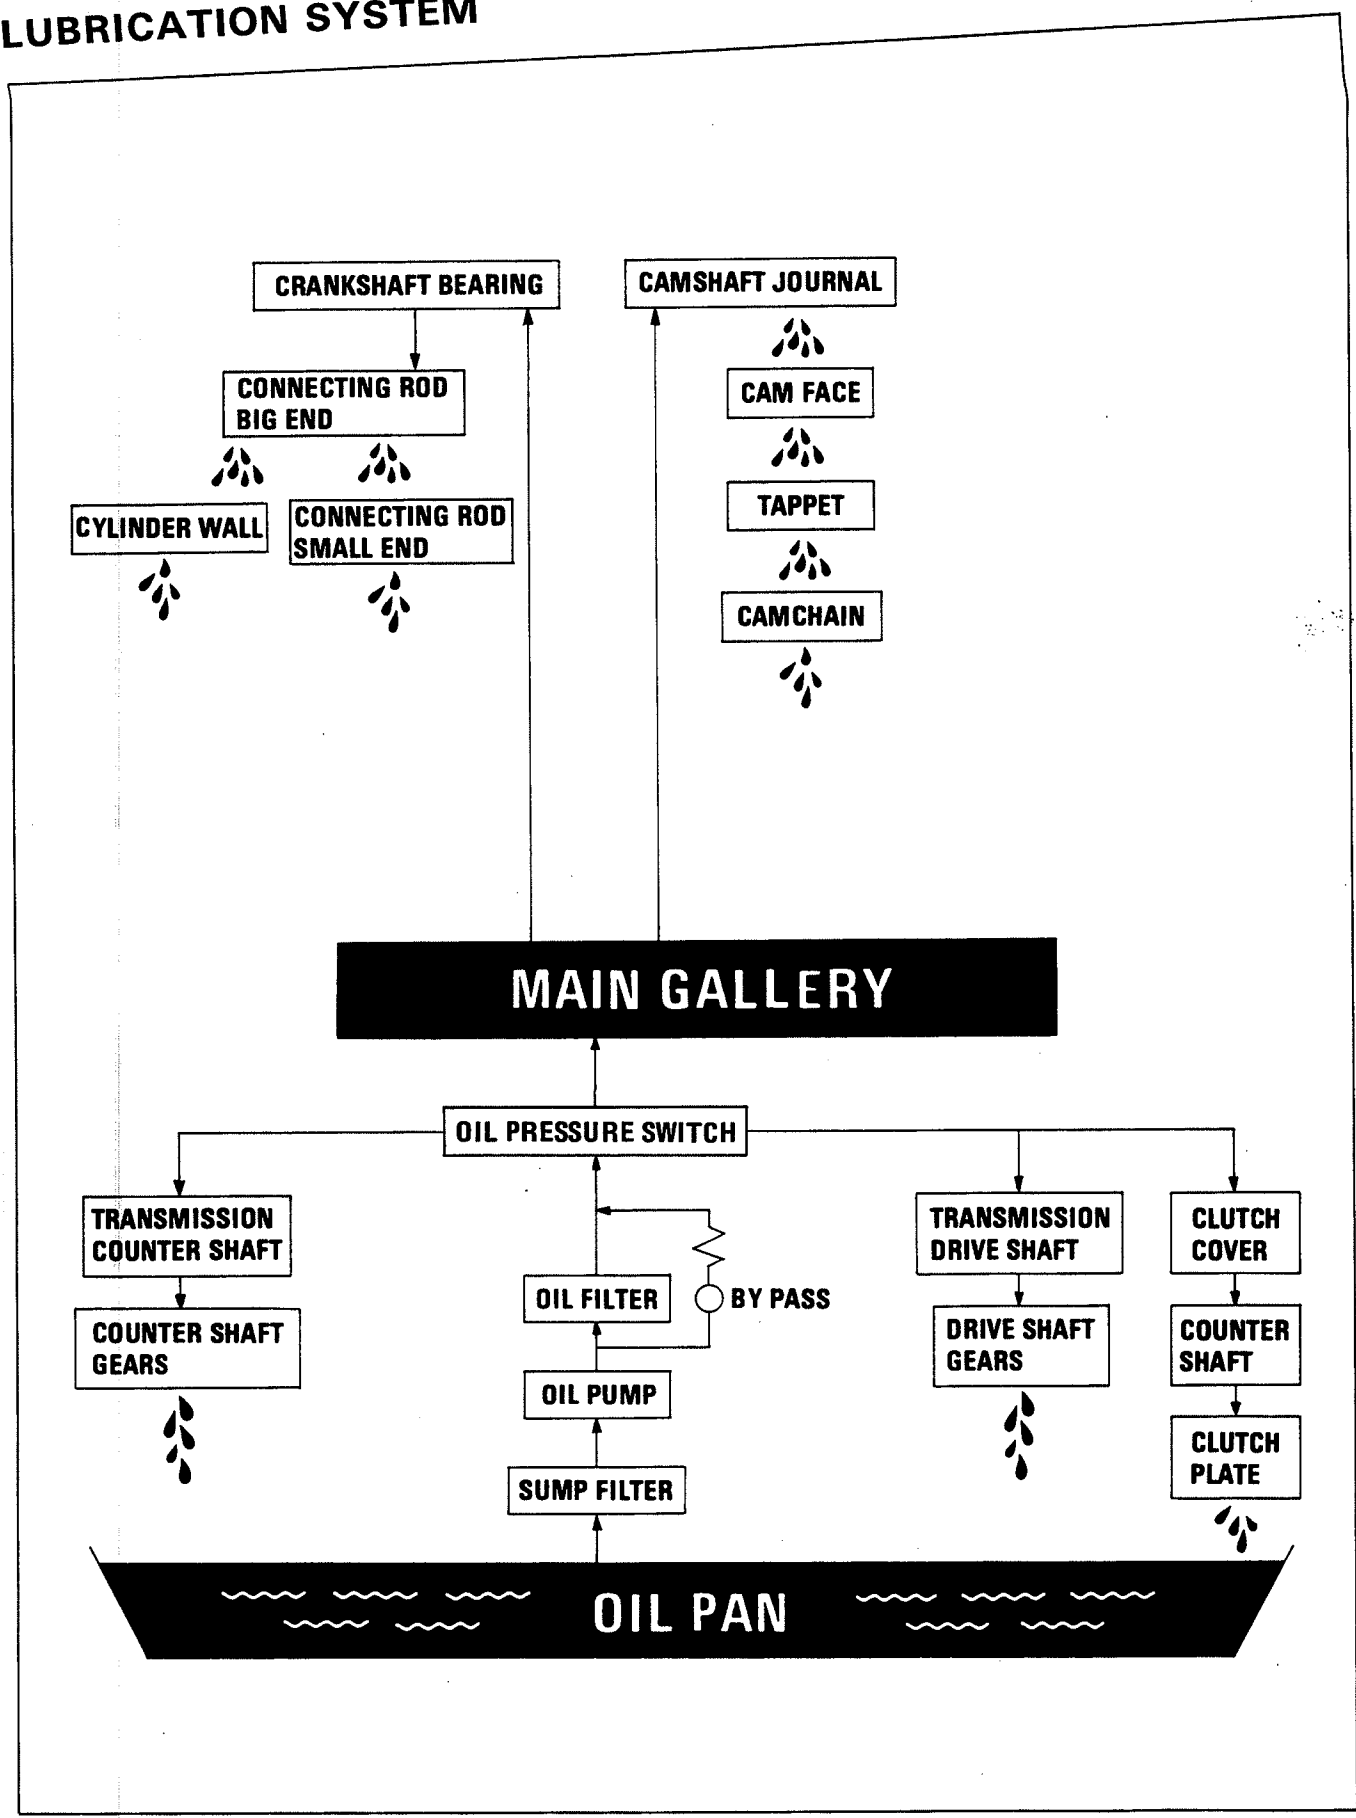 LUBRICATION SYSTEM
CRANKSHAFT BEARING
CAMSHAFT JOURNAL
CONNECTING ROD
BIG END
CAM FACE
CYLINDER WALL
CONNECTING ROD
SMALL END
TAPPET
CAMCHAIN
MAIN GALLERY
OIL PRESSURE SWITCH
TRANSMISSION
COUNTER SHAFT
TRANSMISSION
DRIVE SHAFT
CLUTCH
COVER
OIL FILTER
BY PASS
COUNTER SHAFT
GEARS
DRIVE SHAFT
GEARS
COUNTER
SHAFT
OIL PUMP
CLUTCH
PLATE
SUMP FILTER
OIL PAN